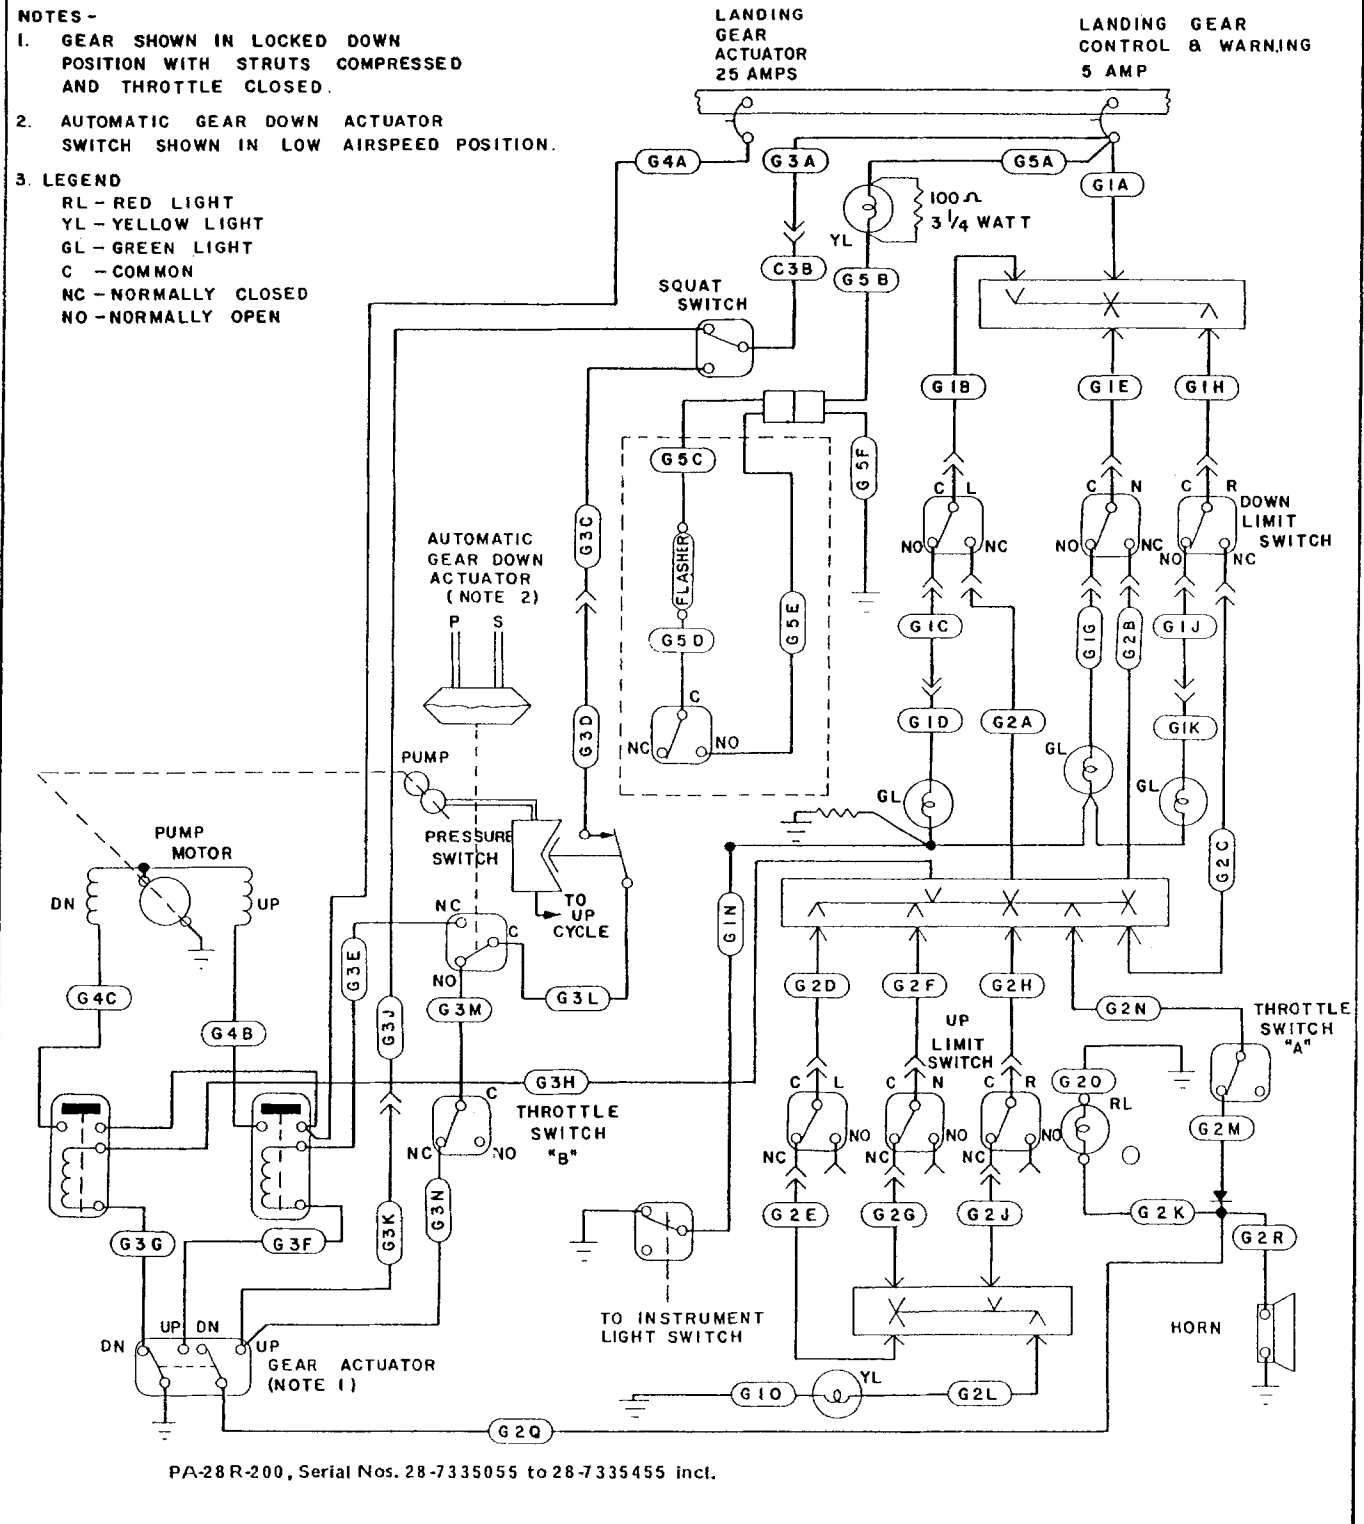 NOTES -
1. GEAR SHOWN IN LOCKED DOWN
POSITION WITH STRUTS COMPRESSED
AND THROTTLE CLOSED.
2. AUTOMATIC GEAR DOWN ACTUATOR
SWITCH SHOWN IN LOW AIRSPEED POSITION.
3. LEGEND
RL - RED LIGHT
YL - YELLOW LIGHT
GL - GREEN LIGHT
C - COMMON
NC - NORMALLY CLOSED
NO - NORMALLY OPEN
LANDING
GEAR
ACTUATOR
25 AMPS
LANDING GEAR
CONTROL & WARNING
5 AMP
G4A
G3A
G5A
G1A
100 Ω
3 1/4 WATT
YL
C3B
G5B
SQUAT
SWITCH
G1B
G1E
G1H
G5C
G5F
C L
C N
C R
DOWN
LIMIT
SWITCH
NO NC
NO NC
NO NC
G3C
FLASHER
AUTOMATIC
GEAR DOWN
ACTUATOR
(NOTE 2)
P S
G5D
G5E
G1C
G1G
G2B
G1J
C
NC NO
G3D
G1D
G2A
G1K
GL
GL
GL
PUMP
PRESSURE
SWITCH
PUMP
MOTOR
DN UP
TO
UP
CYCLE
G2C
G1N
NC
C
NO
G3E
G3L
G3M
G4C
G4B
G3J
G2D
G2F
G2H
G2N
THROTTLE
SWITCH
"A"
UP
LIMIT
SWITCH
G3H
C L
C N
C R
G2O
RL
G2M
C
THROTTLE
SWITCH
"B"
NC NO
NC NO
NC NO
NC NO
G3N
G3K
G2E
G2G
G2J
G2K
G2R
G3G
G3F
TO INSTRUMENT
LIGHT SWITCH
HORN
DN UP DN UP
GEAR ACTUATOR
(NOTE 1)
G1O
YL
G2L
G2Q
PA-28R-200, Serial Nos. 28-7335055 to 28-7335455 incl.